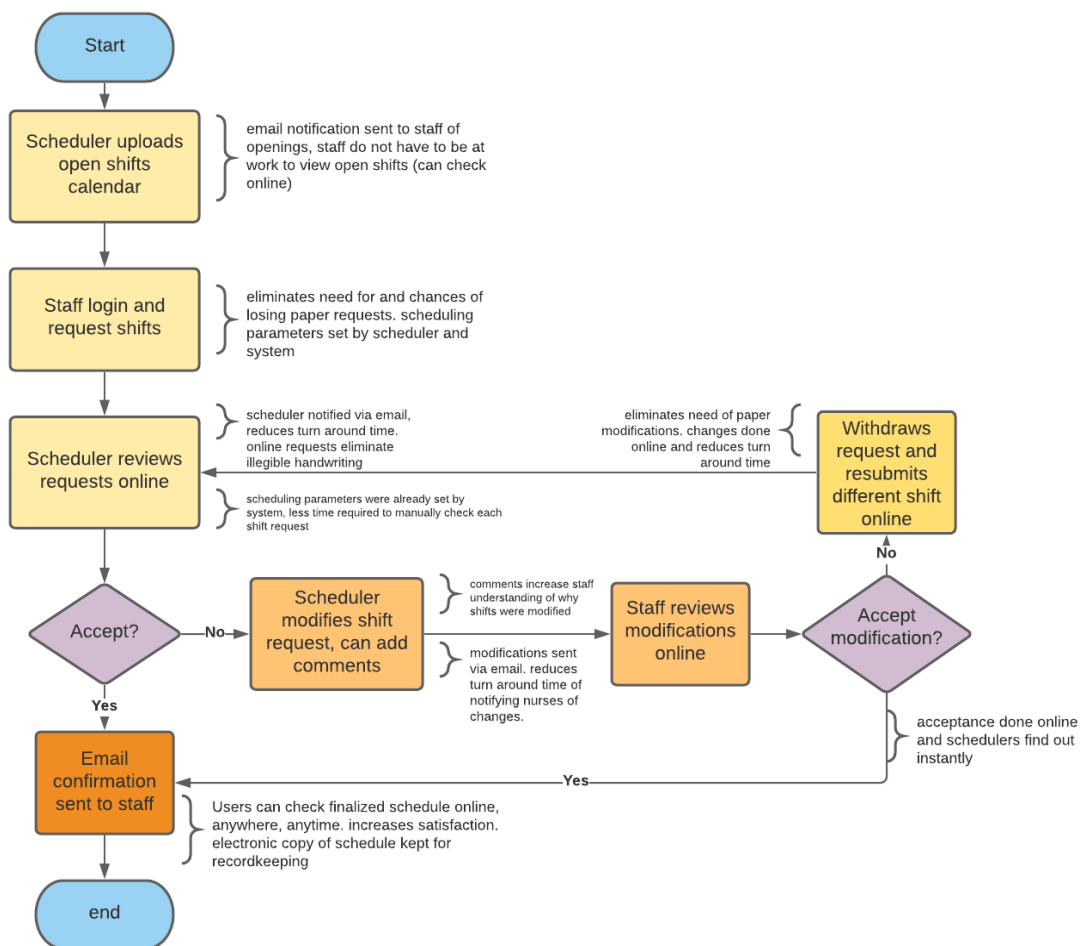 Start
Scheduler uploads
open shifts
calendar
email notification sent to staff of
openings, staff do not have to be at
work to view open shifts (can check
online)
Staff login and
request shifts
eliminates need for and chances of
losing paper requests. scheduling
parameters set by scheduler and
system
Scheduler reviews
requests online
scheduler notified via email,
reduces turn around time.
online requests eliminate
illegible handwriting
scheduling parameters were already set by
system, less time required to manually check each
shift request
eliminates need of paper
modifications. changes done
online and reduces turn
around time
Withdraws
request and
resubmits
different shift
online
No
Accept?
No
Scheduler
modifies shift
request, can add
comments
comments increase staff
understanding of why
shifts were modified
modifications sent
via email. reduces
turn around time of
notifying nurses of
changes.
Staff reviews
modifications
online
Accept
modification?
Yes
acceptance done online
and schedulers find out
instantly
Yes
Email
confirmation
sent to staff
Users can check finalized schedule online,
anywhere, anytime. increases satisfaction.
electronic copy of schedule kept for
recordkeeping
end